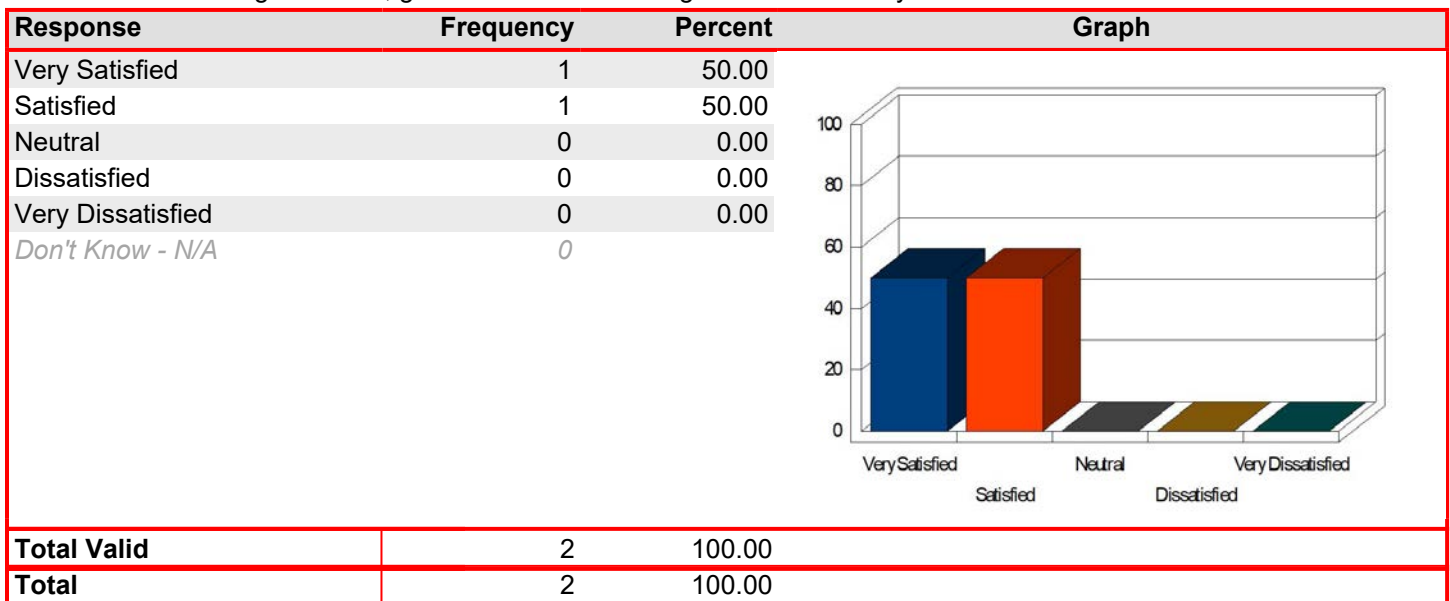 Response Frequency Percent Graph
Very Satisfied 1 50.00
Satisfied 1 50.00
Neutral 0 0.00
Dissatisfied 0 0.00
Very Dissatisfied 0 0.00
Don't Know - N/A 0
100
80
60
40
20
0
Very Satisfied Neutral Very Dissatisfied
Satisfied Dissatisfied
Total Valid 2 100.00
Total 2 100.00